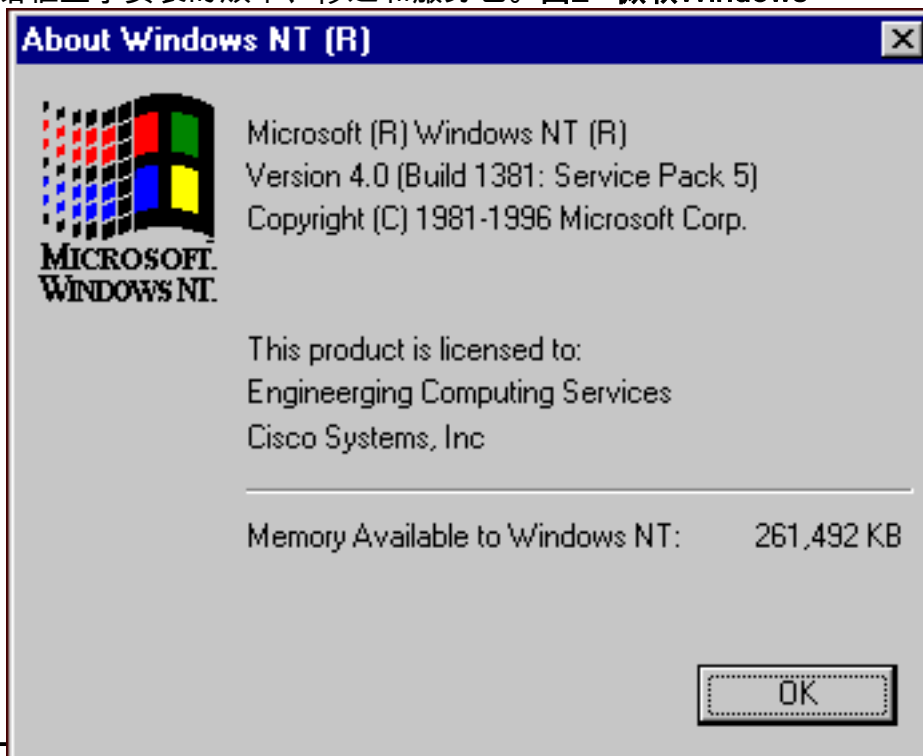 About Windows NT (R)
Microsoft (R) Windows NT (R)
Version 4.0 (Build 1381: Service Pack 5)
Copyright (C) 1981-1996 Microsoft Corp.
MICROSOFT.
WINDOWS NT.
This product is licensed to:
Engineerging Computing Services
Cisco Systems, Inc
Memory Available to Windows NT: 261,492 KB
OK